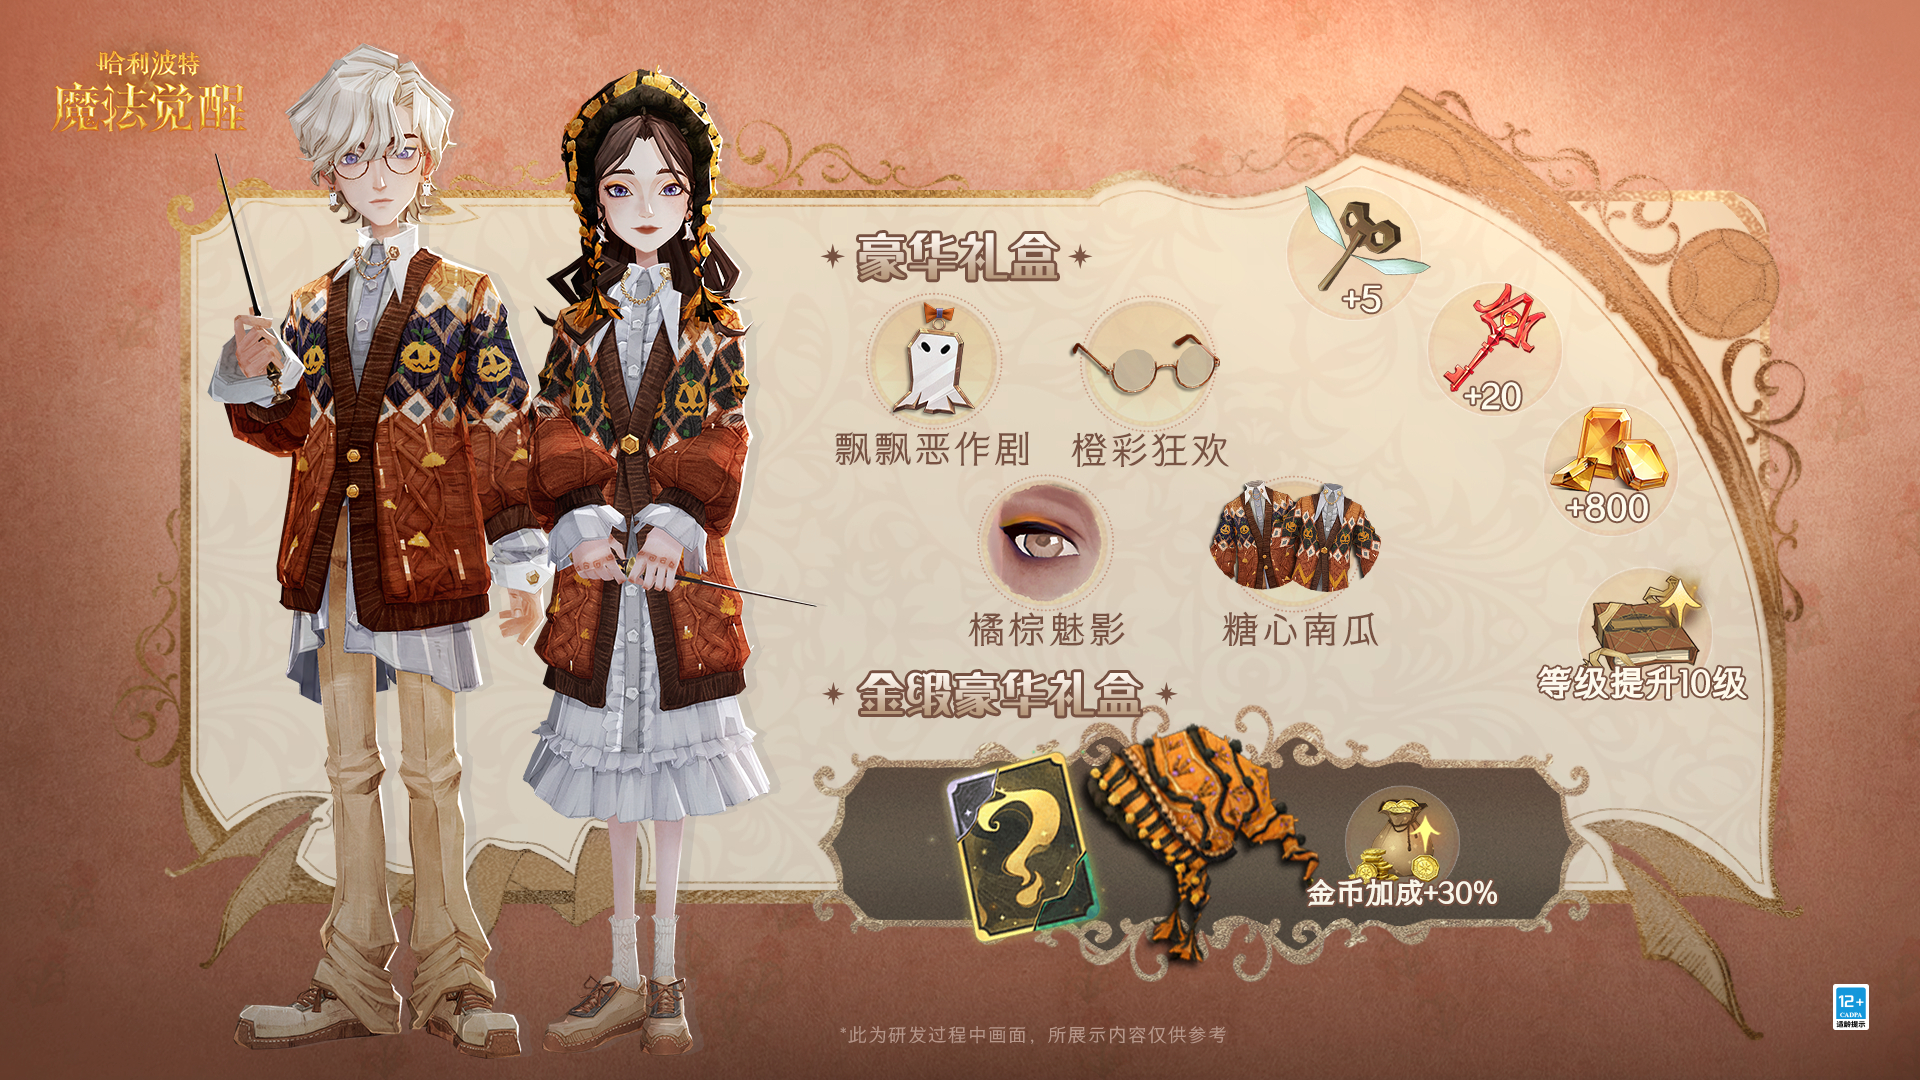 哈利波特
魔法觉醒
豪华礼盒
飘飘恶作剧
橙彩狂欢
橘棕魅影
糖心南瓜
+5
+20
+800
等级提升10级
金缎豪华礼盒
金币加成+30%
*此为研发过程中画面，所展示内容仅供参考
12+
CADPA
适龄提示